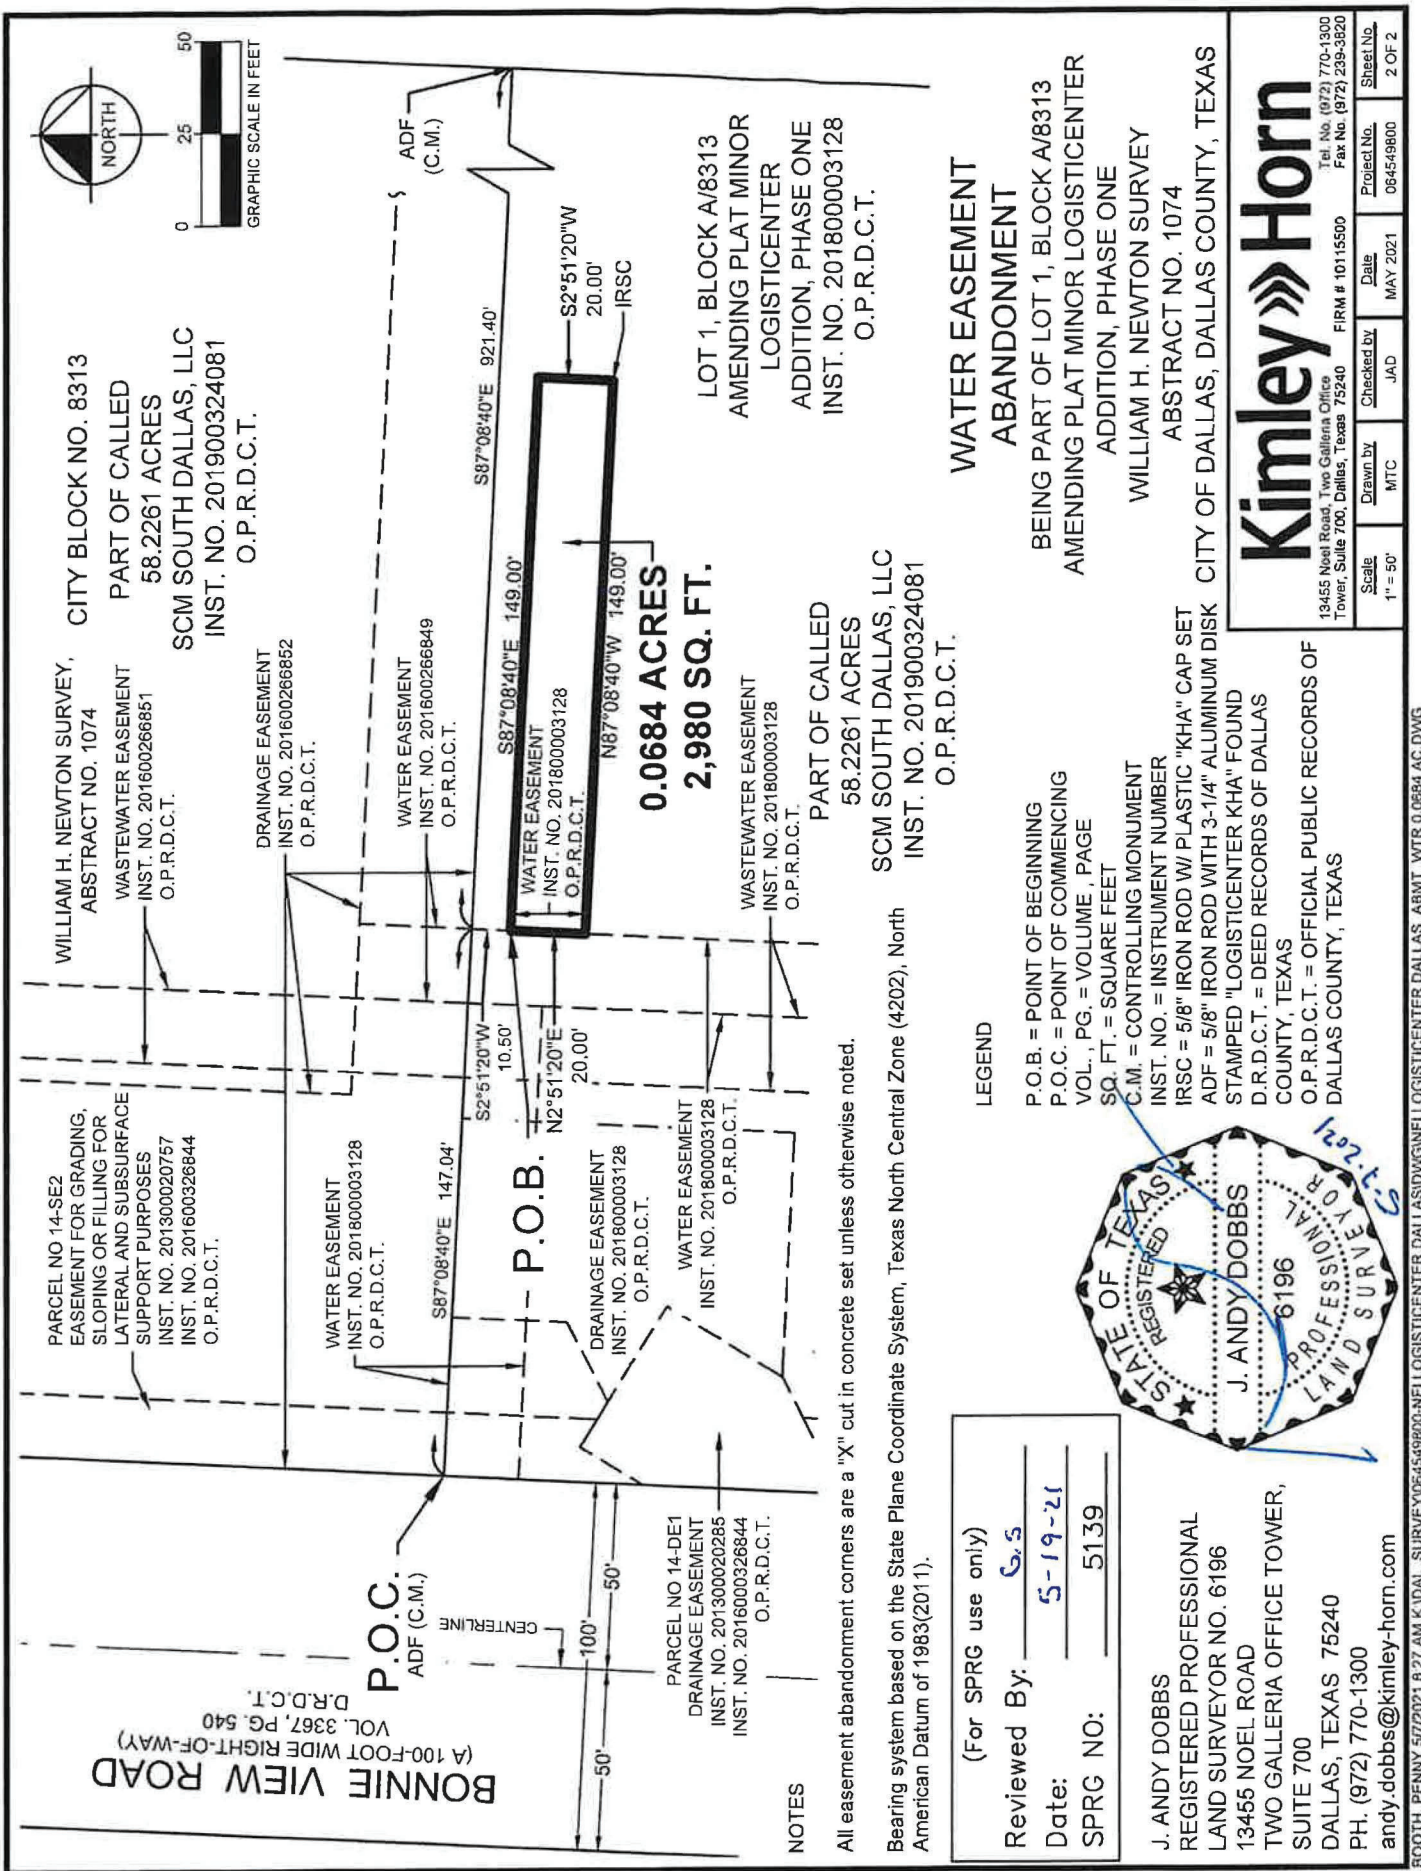 BONNIE VIEW ROAD
(A 100-FOOT WIDE RIGHT-OF-WAY)
VOL. 3367, PG. 540
D.R.D.C.T.
CENTERLINE
P.O.C.
ADF (C.M.)
50'
100'
50'
PARCEL NO 14-SE2
EASEMENT FOR GRADING,
SLOPING OR FILLING FOR
LATERAL AND SUBSURFACE
SUPPORT PURPOSES
INST. NO. 201300020757
INST. NO. 201600326844
O.P.R.D.C.T.
WILLIAM H. NEWTON SURVEY,
ABSTRACT NO. 1074
WASTEWATER EASEMENT
INST. NO. 201600266851
O.P.R.D.C.T.
CITY BLOCK NO. 8313
PART OF CALLED
58.2261 ACRES
SCM SOUTH DALLAS, LLC
INST. NO. 201900324081
O.P.R.D.C.T.
NORTH
0 25 50
GRAPHIC SCALE IN FEET
DRAINAGE EASEMENT
INST. NO. 201600266852
O.P.R.D.C.T.
WATER EASEMENT
INST. NO. 201800003128
O.P.R.D.C.T.
WATER EASEMENT
INST. NO. 201600266849
O.P.R.D.C.T.
ADF
(C.M.)
S87°08'40"E 147.04'
S2°51'20"W
10.50'
S87°08'40"E 921.40'
P.O.B.
N2°51'20"E
20.00'
S87°08'40"E 149.00'
WATER EASEMENT
INST. NO. 201800003128
O.P.R.D.C.T.
N87°08'40"W 149.00'
S2°51'20"W
20.00'
IRSC
0.0684 ACRES
2,980 SQ. FT.
DRAINAGE EASEMENT
INST. NO. 201800003128
O.P.R.D.C.T.
WATER EASEMENT
INST. NO. 201800003128
O.P.R.D.C.T.
WASTEWATER EASEMENT
INST. NO. 201800003128
O.P.R.D.C.T.
PARCEL NO 14-DE1
DRAINAGE EASEMENT
INST. NO. 201300020285
INST. NO. 201600326844
O.P.R.D.C.T.
PART OF CALLED
58.2261 ACRES
SCM SOUTH DALLAS, LLC
INST. NO. 201900324081
O.P.R.D.C.T.
LOT 1, BLOCK A/8313
AMENDING PLAT MINOR
LOGISTICENTER
ADDITION, PHASE ONE
INST. NO. 201800003128
O.P.R.D.C.T.
NOTES
All easement abandonment corners are a "X" cut in concrete set unless otherwise noted.
Bearing system based on the State Plane Coordinate System, Texas North Central Zone (4202), North
American Datum of 1983(2011).
(For SPRG use only)
Reviewed By: G.S
Date: 5-19-21
SPRG NO: 5139
J. ANDY DOBBS
REGISTERED PROFESSIONAL
LAND SURVEYOR NO. 6196
13455 NOEL ROAD
TWO GALLERIA OFFICE TOWER,
SUITE 700
DALLAS, TEXAS 75240
PH. (972) 770-1300
andy.dobbs@kimley-horn.com
STATE OF TEXAS
REGISTERED
J. ANDY DOBBS
6196
PROFESSIONAL
LAND SURVEYOR
5-7-2021
LEGEND
P.O.B. = POINT OF BEGINNING
P.O.C. = POINT OF COMMENCING
VOL., PG. = VOLUME , PAGE
SQ. FT. = SQUARE FEET
C.M. = CONTROLLING MONUMENT
INST. NO. = INSTRUMENT NUMBER
IRSC = 5/8" IRON ROD W/ PLASTIC "KHA" CAP SET
ADF = 5/8" IRON ROD WITH 3-1/4" ALUMINUM DISK
STAMPED "LOGISTICENTER KHA" FOUND
D.R.D.C.T. = DEED RECORDS OF DALLAS
COUNTY, TEXAS
O.P.R.D.C.T. = OFFICIAL PUBLIC RECORDS OF
DALLAS COUNTY, TEXAS
WATER EASEMENT
ABANDONMENT
BEING PART OF LOT 1, BLOCK A/8313
AMENDING PLAT MINOR LOGISTICENTER
ADDITION, PHASE ONE
WILLIAM H. NEWTON SURVEY
ABSTRACT NO. 1074
CITY OF DALLAS, DALLAS COUNTY, TEXAS
Kimley»»Horn
13455 Noel Road, Two Galleria Office
Tower, Suite 700, Dallas, Texas 75240
FIRM # 10115500
Tel. No. (972) 770-1300
Fax No. (972) 239-3820
Scale Drawn by Checked by Date Project No. Sheet No.
1" = 50' MTC JAD MAY 2021 064549800 2 OF 2
BOOTH, PENNY 5/7/2021 8:27 AM